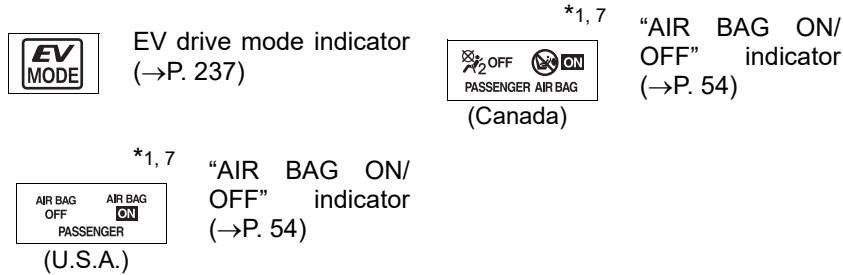 EV
MODE
EV drive mode indicator
(→P. 237)
*1, 7
AIR BAG
OFF
AIR BAG
ON
PASSENGER
(U.S.A.)
“AIR BAG ON/
OFF” indicator
(→P. 54)
*1, 7
2 OFF ON
PASSENGER AIR BAG
(Canada)
“AIR BAG ON/
OFF” indicator
(→P. 54)